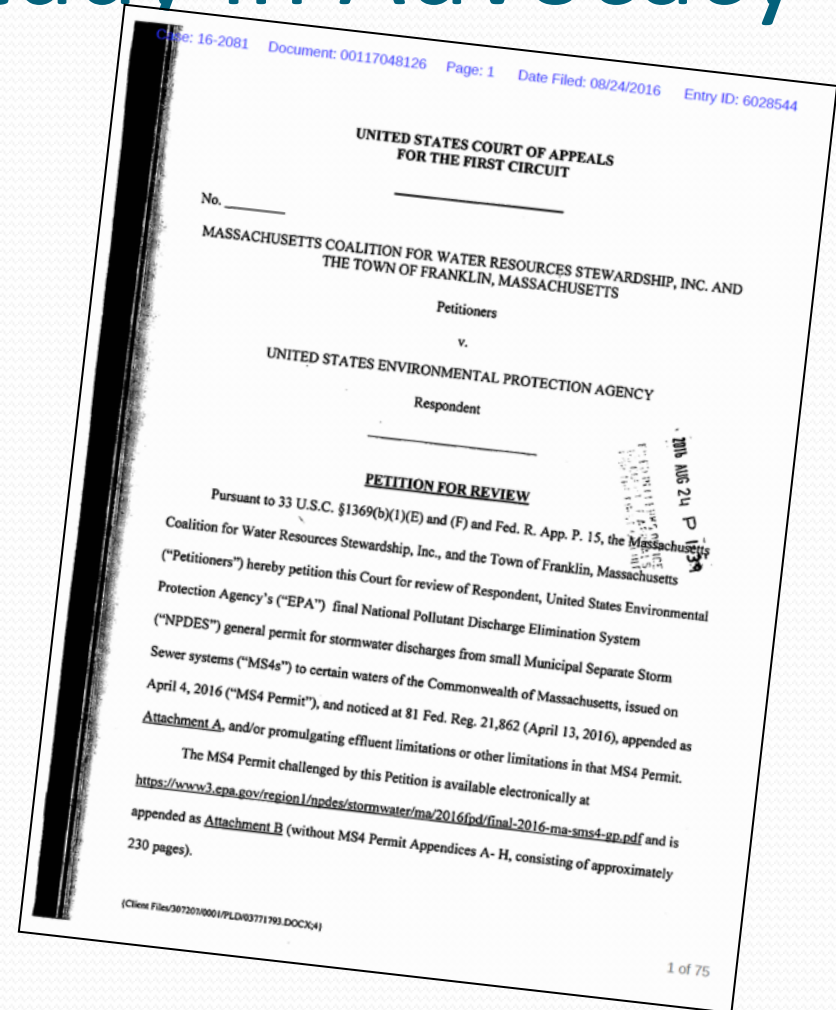 in Advocacy
Case: 16-2081 Document: 00117048126 Page: 1 Date Filed: 08/24/2016 Entry ID: 6028544
UNITED STATES COURT OF APPEALS
FOR THE FIRST CIRCUIT
No. ________
MASSACHUSETTS COALITION FOR WATER RESOURCES STEWARDSHIP, INC. AND
THE TOWN OF FRANKLIN, MASSACHUSETTS
Petitioners
v.
UNITED STATES ENVIRONMENTAL PROTECTION AGENCY
Respondent
2016 AUG 24 P 1:39
PETITION FOR REVIEW
Pursuant to 33 U.S.C. §1369(b)(1)(E) and (F) and Fed. R. App. P. 15, the Massachusetts
Coalition for Water Resources Stewardship, Inc., and the Town of Franklin, Massachusetts
(“Petitioners”) hereby petition this Court for review of Respondent, United States Environmental
Protection Agency’s (“EPA”) final National Pollutant Discharge Elimination System
(“NPDES”) general permit for stormwater discharges from small Municipal Separate Storm
Sewer systems (“MS4s”) to certain waters of the Commonwealth of Massachusetts, issued on
April 4, 2016 (“MS4 Permit”), and noticed at 81 Fed. Reg. 21,862 (April 13, 2016), appended as
Attachment A, and/or promulgating effluent limitations or other limitations in that MS4 Permit.
The MS4 Permit challenged by this Petition is available electronically at
https://www3.epa.gov/region1/npdes/stormwater/ma/2016fpd/final-2016-ma-sms4-gp.pdf and is
appended as Attachment B (without MS4 Permit Appendices A- H, consisting of approximately
230 pages).
{Client Files/307207/0001/PLD/03771793.DOCX;4}
1 of 75